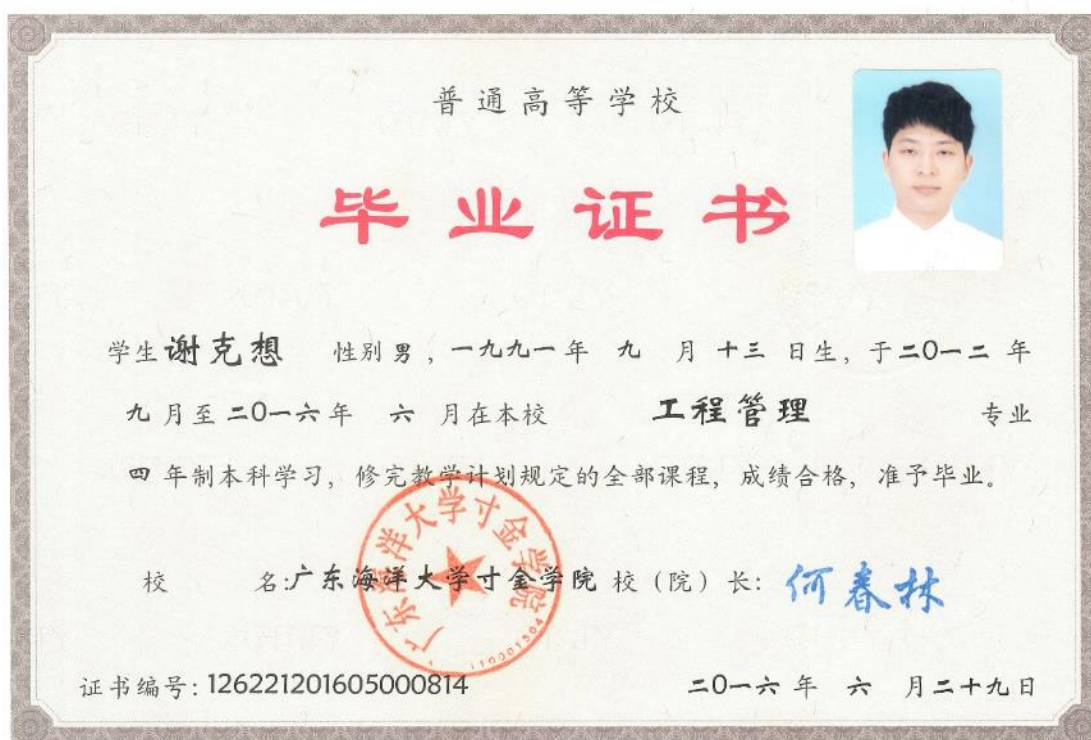 普通高等学校
毕业证书
学生谢克想 性别男，一九九一年 九 月十三日生，于二〇一二年
九月至二〇一六年 六 月在本校 工程管理 专业
四年制本科学习，修完教学计划规定的全部课程，成绩合格，准予毕业。
广东海洋大学寸金学院
校 名:广东海洋大学寸金学院 校（院）长: 何春林
证书编号: 126221201605000814 二〇一六年 六 月二十九日